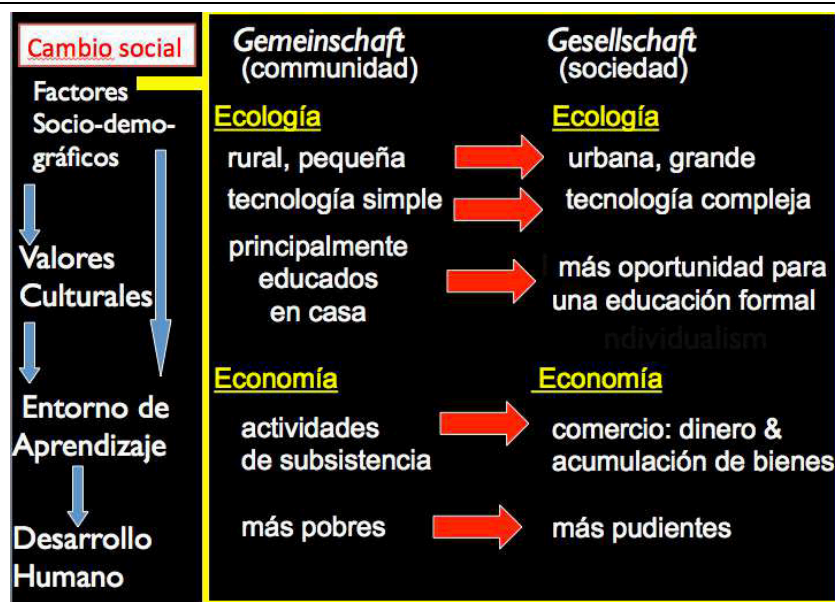 Cambio social
Factores
Socio-demo-
gráficos
Valores
Culturales
Entorno de
Aprendizaje
Desarrollo
Humano
Gemeinschaft
(communidad)
Gesellschaft
(sociedad)
Ecología
Ecología
rural, pequeña
urbana, grande
tecnología simple
tecnología compleja
principalmente
educados
en casa
más oportunidad para
una educación formal
ndividualism
Economía
Economía
actividades
de subsistencia
comercio: dinero &
acumulación de bienes
más pobres
más pudientes